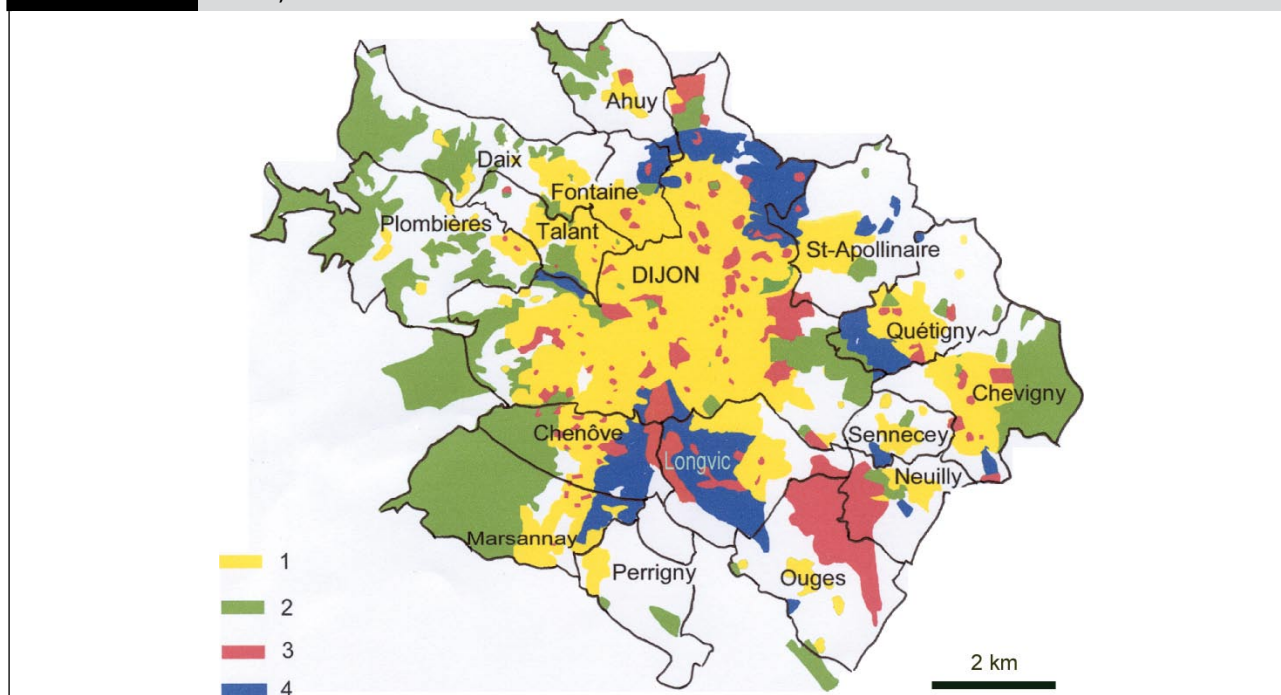 Ahuy
Daix
Fontaine
Plombières
Talant
St-Apollinaire
DIJON
Quétigny
Chevigny
Chenôve
Sennecey
Longvic
Neuilly
Marsannay
Perrigny
Ouges
1
2
3
4
2 km